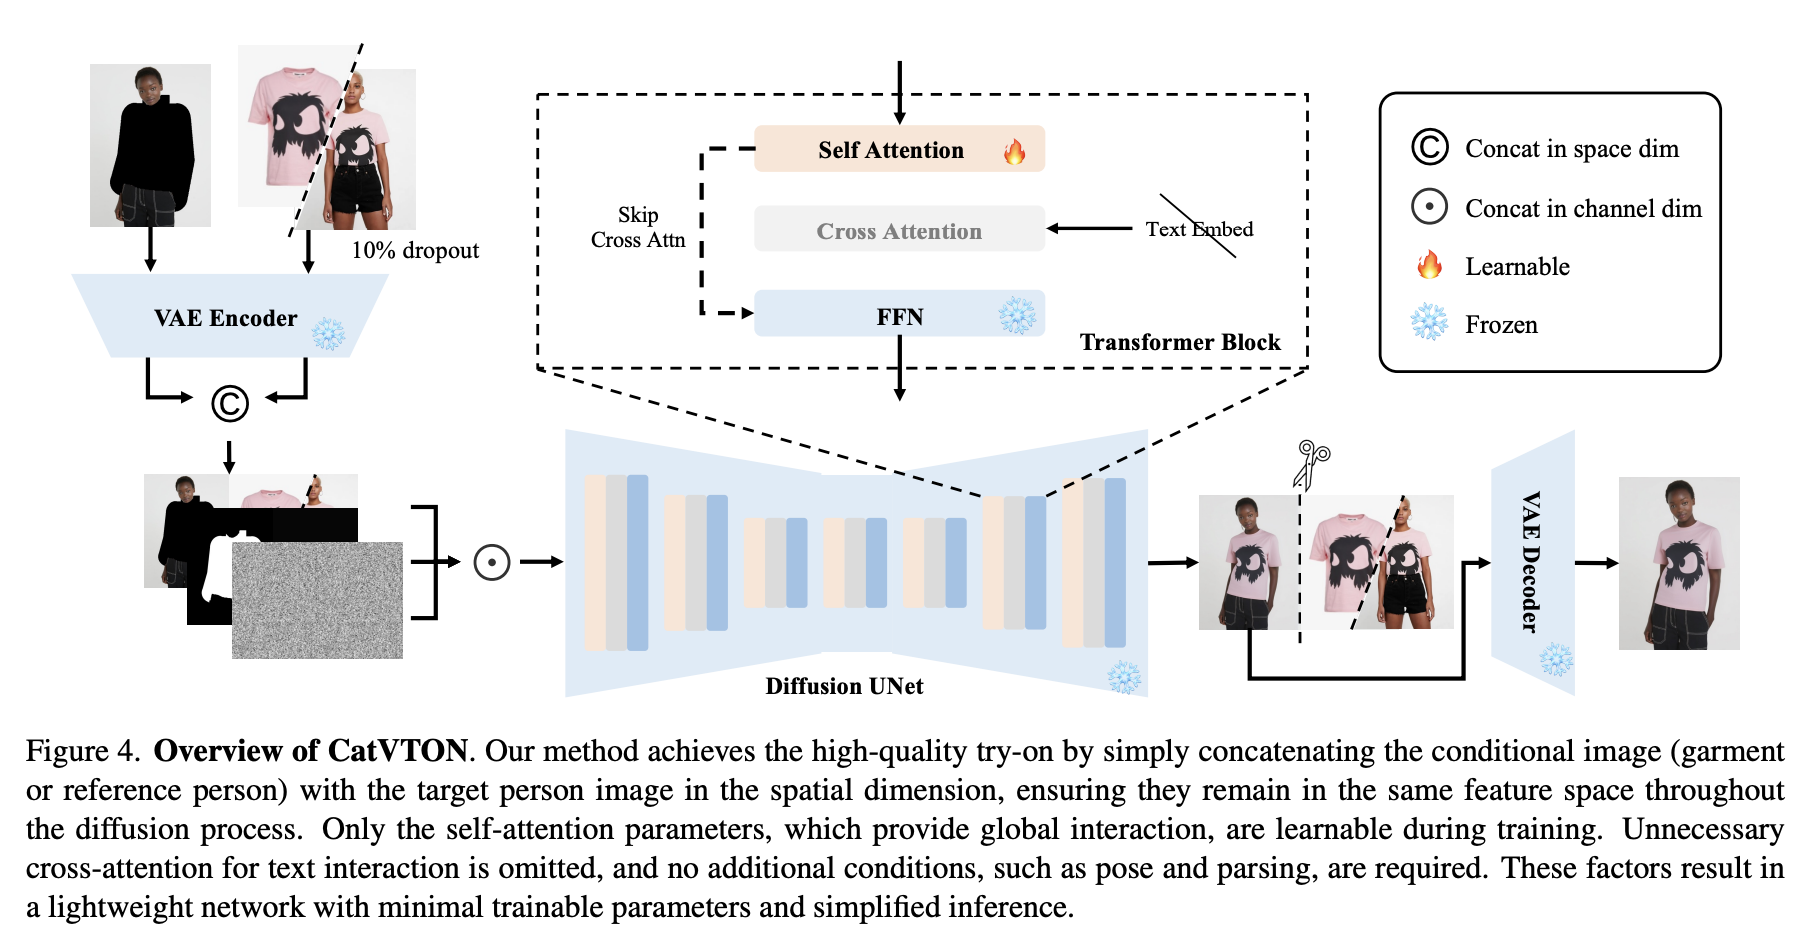 10% dropout
VAE Encoder
Self Attention
Skip
Cross Attn
Cross Attention
Text Embed
FFN
Transformer Block
© Concat in space dim
⊙ Concat in channel dim
Learnable
Frozen
©
⊙
Diffusion UNet
VAE Decoder
Figure 4. Overview of CatVTON. Our method achieves the high-quality try-on by simply concatenating the conditional image (garment
or reference person) with the target person image in the spatial dimension, ensuring they remain in the same feature space throughout
the diffusion process. Only the self-attention parameters, which provide global interaction, are learnable during training. Unnecessary
cross-attention for text interaction is omitted, and no additional conditions, such as pose and parsing, are required. These factors result in
a lightweight network with minimal trainable parameters and simplified inference.